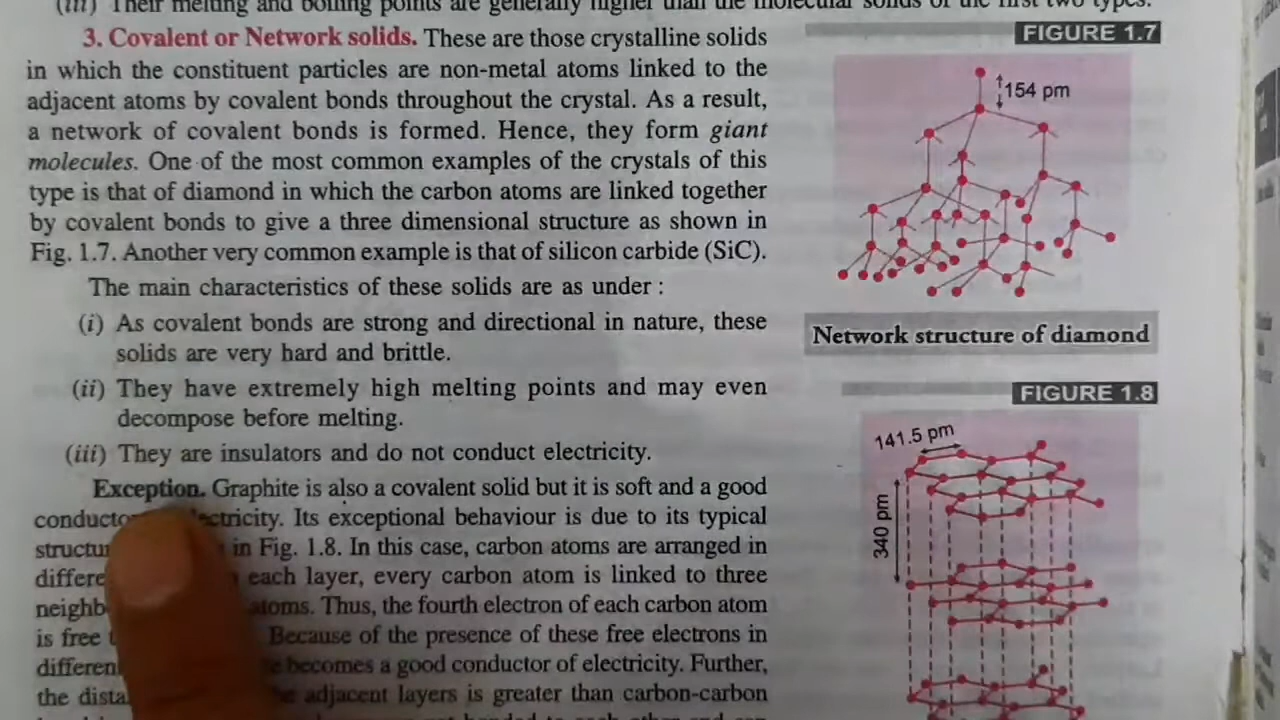 (iii) Their melting and boiling points are generally higher than the molecular solids of the first two types.
3. Covalent or Network solids. These are those crystalline solids
in which the constituent particles are non-metal atoms linked to the
adjacent atoms by covalent bonds throughout the crystal. As a result,
a network of covalent bonds is formed. Hence, they form giant
molecules. One of the most common examples of the crystals of this
type is that of diamond in which the carbon atoms are linked together
by covalent bonds to give a three dimensional structure as shown in
Fig. 1.7. Another very common example is that of silicon carbide (SiC).
The main characteristics of these solids are as under :
(i) As covalent bonds are strong and directional in nature, these
solids are very hard and brittle.
(ii) They have extremely high melting points and may even
decompose before melting.
(iii) They are insulators and do not conduct electricity.
Exception. Graphite is also a covalent solid but it is soft and a good
Its exceptional behaviour is due to its typical
in Fig. 1.8. In this case, carbon atoms are arranged in
each layer, every carbon atom is linked to three
atoms. Thus, the fourth electron of each carbon atom
is free Because of the presence of these free electrons in
becomes a good conductor of electricity. Further,
the adjacent layers is greater than carbon-carbon
FIGURE 1.7
154 pm
Network structure of diamond
FIGURE 1.8
141.5 pm
340 pm